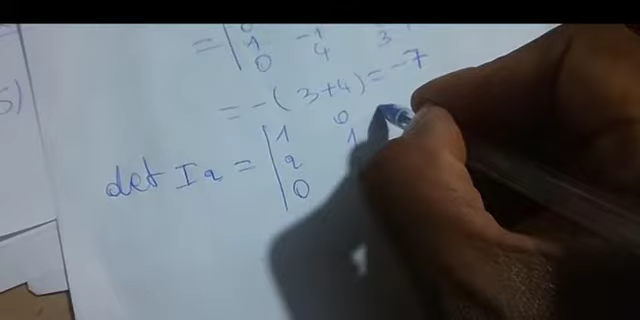 = | 1 -1 3
0 4
= - ( 3 + 4 ) = - 7
det I2 = | 1 0
2 1
0